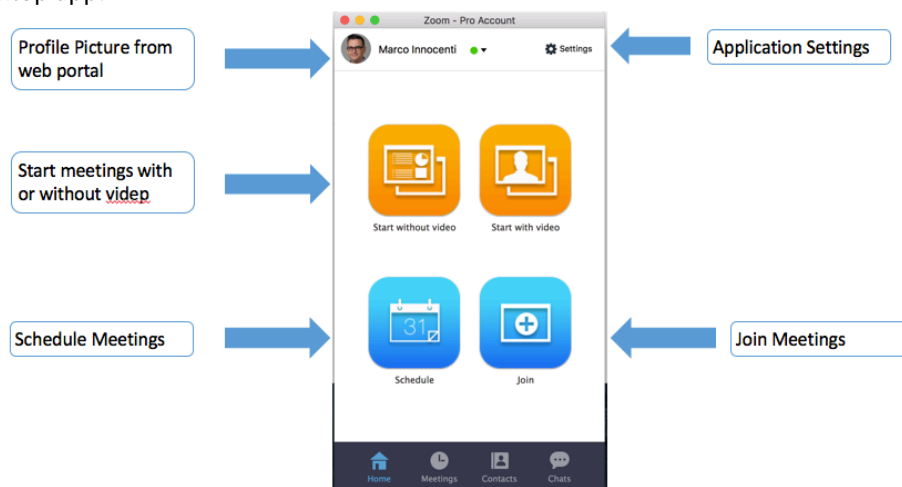 Zoom - Pro Account
Profile Picture from
web portal
Marco Innocenti
Settings
Application Settings
Start meetings with
or without videp
Start without video
Start with video
Schedule Meetings
31
Join Meetings
Schedule
Join
Home
Meetings
Contacts
Chats